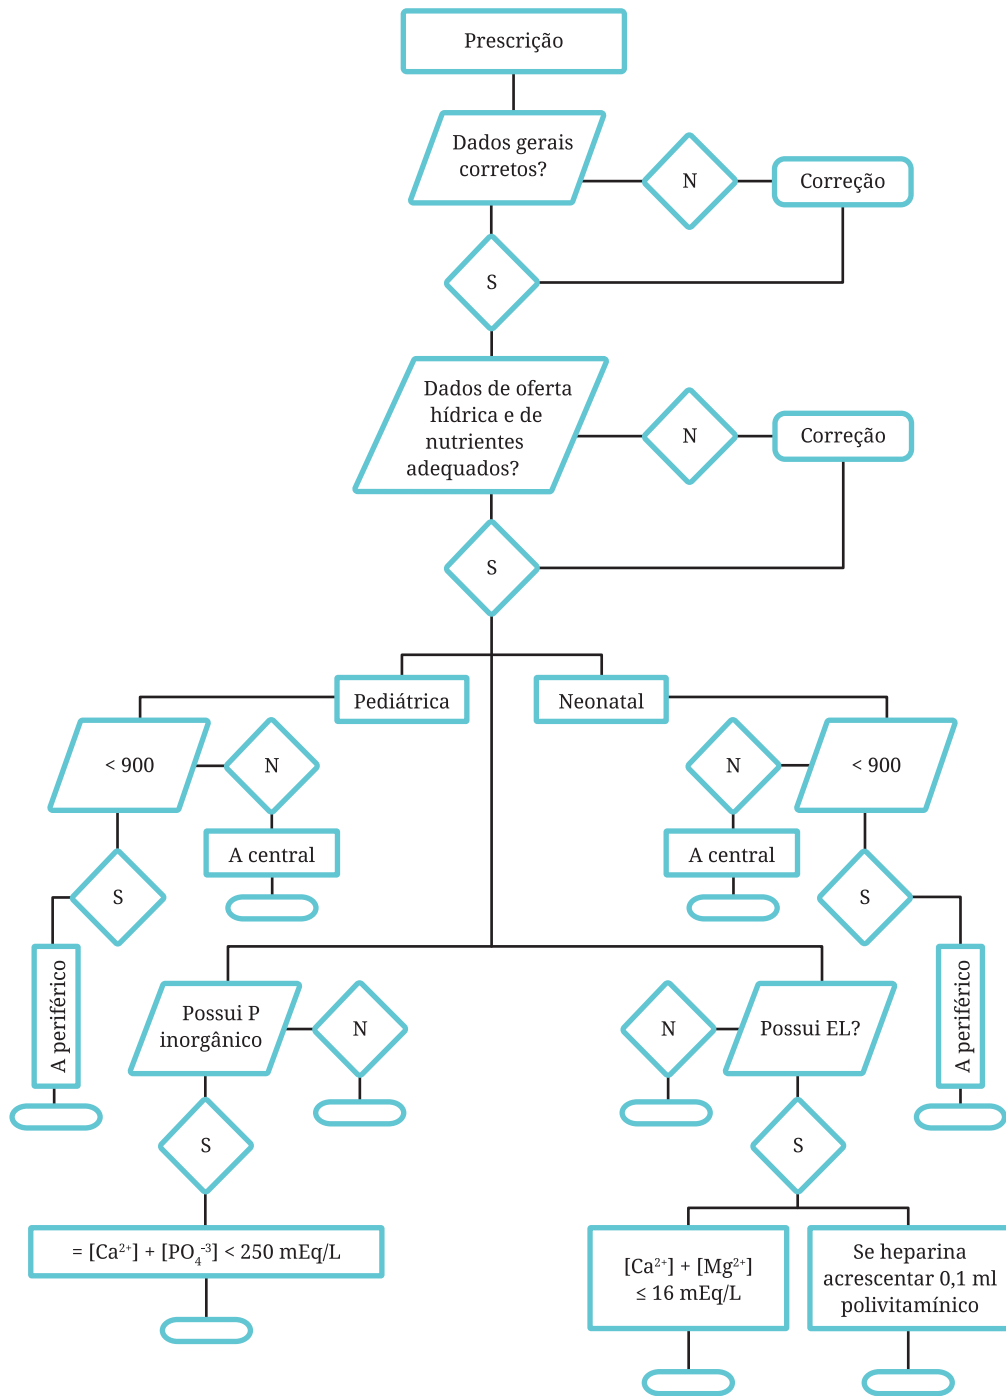 Prescrição
Dados gerais
corretos?
N
Correção
S
Dados de oferta
hídrica e de
nutrientes
adequados?
N
Correção
S
Pediátrica
Neonatal
< 900
N
N
< 900
A central
A central
S
S
A periférico
A periférico
Possui P
inorgânico
N
N
Possui EL?
S
S
= [Ca²⁺] + [PO₄⁻³] < 250 mEq/L
[Ca²⁺] + [Mg²⁺]
≤ 16 mEq/L
Se heparina
acrescentar 0,1 ml
polivitamínico